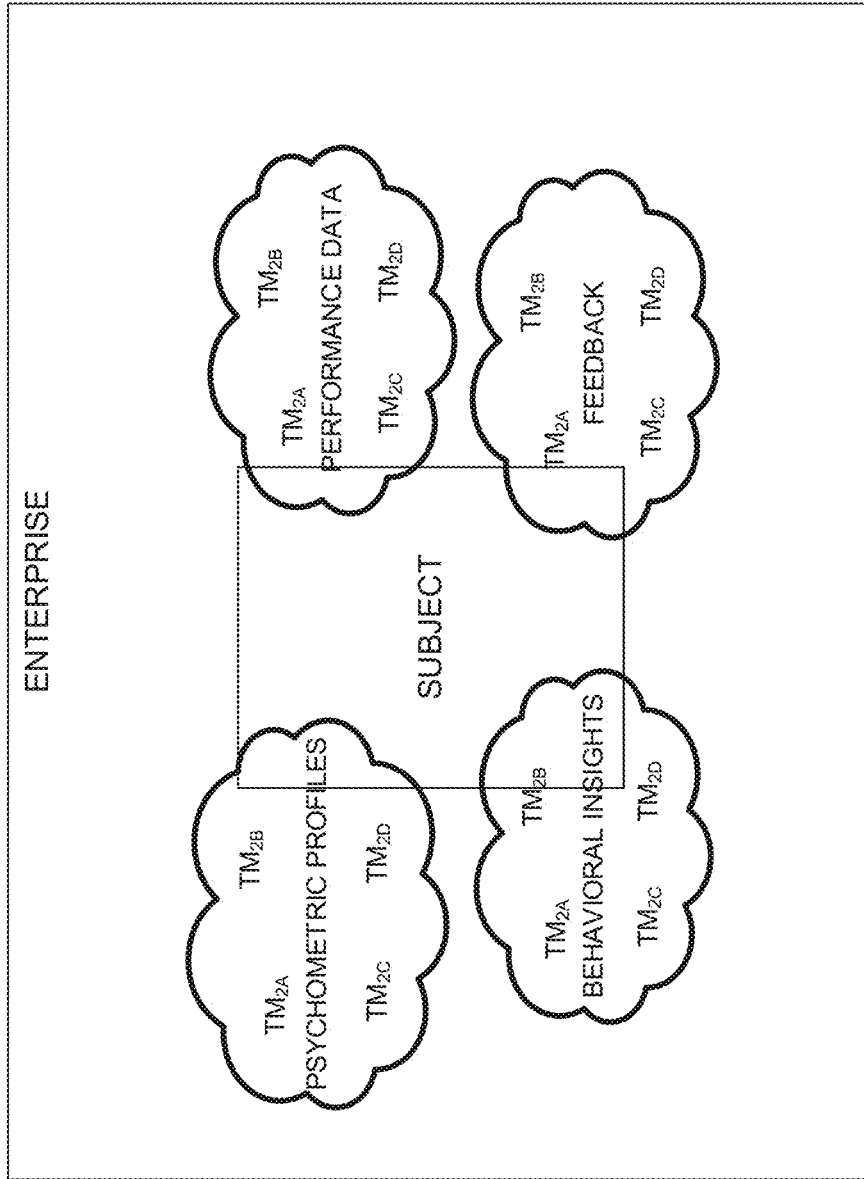 ENTERPRISE
TM2A TM2B
PSYCHOMETRIC PROFILES
TM2C TM2D
TM2A TM2B
PERFORMANCE DATA
TM2C TM2D
SUBJECT
TM2A TM2B
BEHAVIORAL INSIGHTS
TM2C TM2D
TM2A TM2B
FEEDBACK
TM2C TM2D